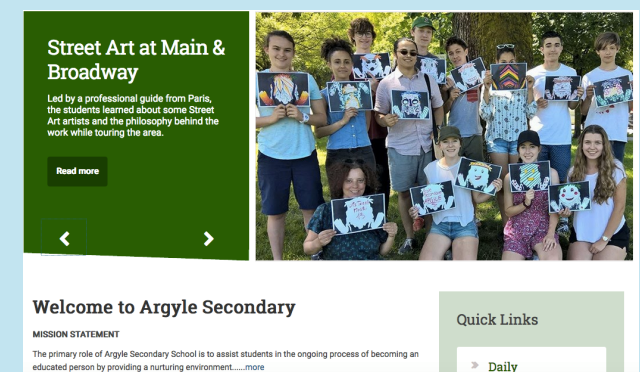 Street Art at Main &
Broadway
Led by a professional guide from Paris,
the students learned about some Street
Art artists and the philosophy behind the
work while touring the area.
Read more
Welcome to Argyle Secondary
MISSION STATEMENT
The primary role of Argyle Secondary School is to assist students in the ongoing process of becoming an
educated person by providing a nurturing environment......more
Quick Links
Daily